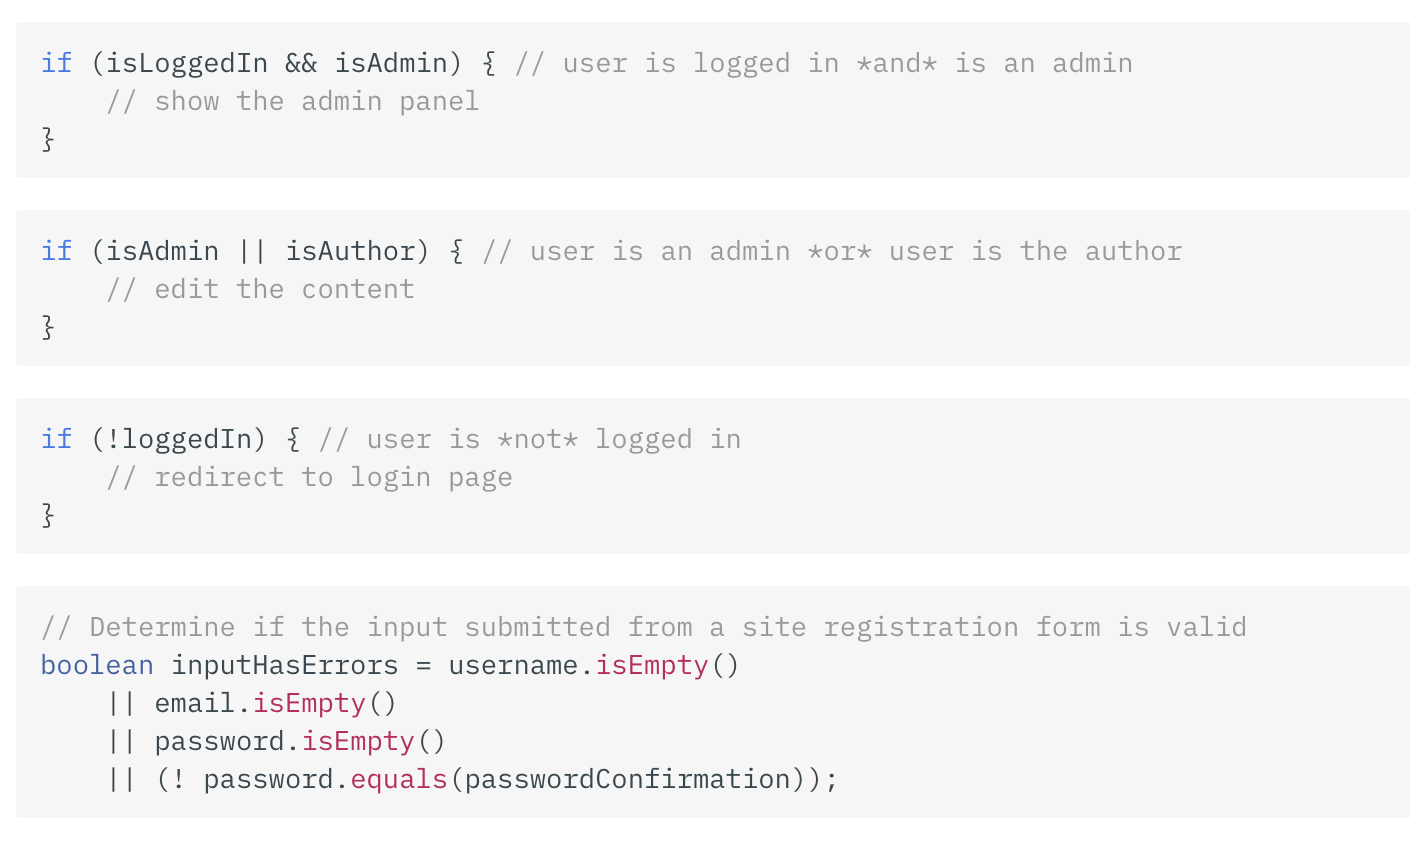 if (isLoggedIn && isAdmin) { // user is logged in *and* is an admin
    // show the admin panel
}
if (isAdmin || isAuthor) { // user is an admin *or* user is the author
    // edit the content
}
if (!loggedIn) { // user is *not* logged in
    // redirect to login page
}
// Determine if the input submitted from a site registration form is valid
boolean inputHasErrors = username.isEmpty()
    || email.isEmpty()
    || password.isEmpty()
    || (! password.equals(passwordConfirmation));